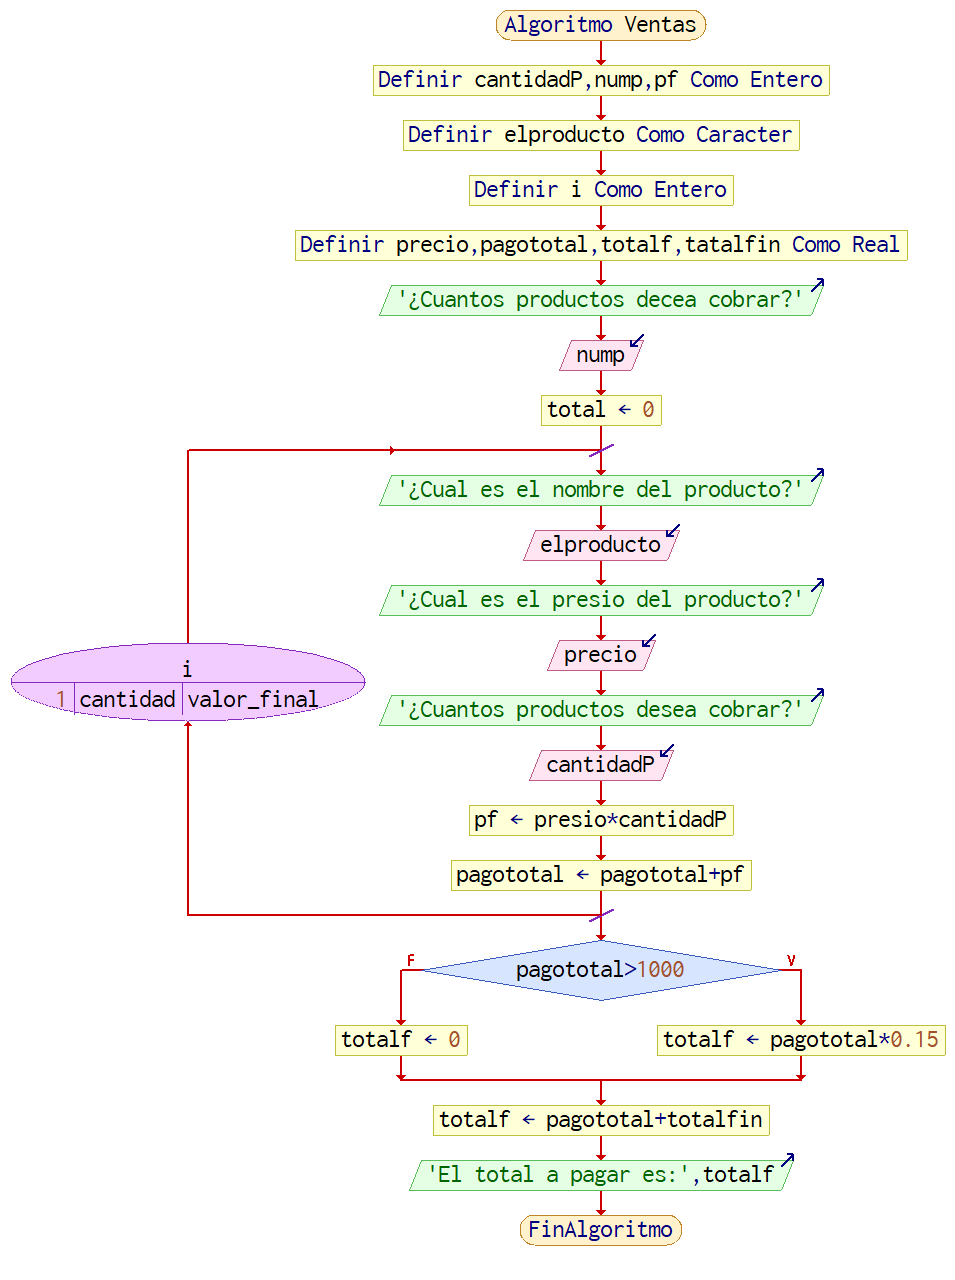 Algoritmo Ventas
Definir cantidadP,nump,pf Como Entero
Definir elproducto Como Caracter
Definir i Como Entero
Definir precio,pagototal,totalf,tatalfin Como Real
'¿Cuantos productos decea cobrar?'
nump
total ← 0
'¿Cual es el nombre del producto?'
elproducto
'¿Cual es el presio del producto?'
precio
i
1 cantidad valor_final
'¿Cuantos productos desea cobrar?'
cantidadP
pf ← presio*cantidadP
pagototal ← pagototal+pf
F
V
pagototal>1000
totalf ← 0
totalf ← pagototal*0.15
totalf ← pagototal+totalfin
'El total a pagar es:',totalf
FinAlgoritmo